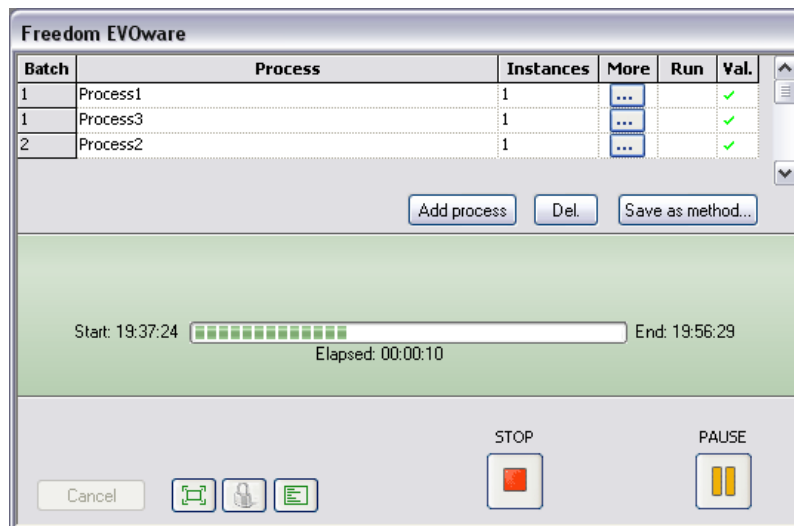 Freedom EVOware
Batch Process Instances More Run Val.
1 Process1 1 ...
1 Process3 1 ...
2 Process2 1 ...
Add process Del. Save as method...
Start: 19:37:24 End: 19:56:29
Elapsed: 00:00:10
STOP PAUSE
Cancel